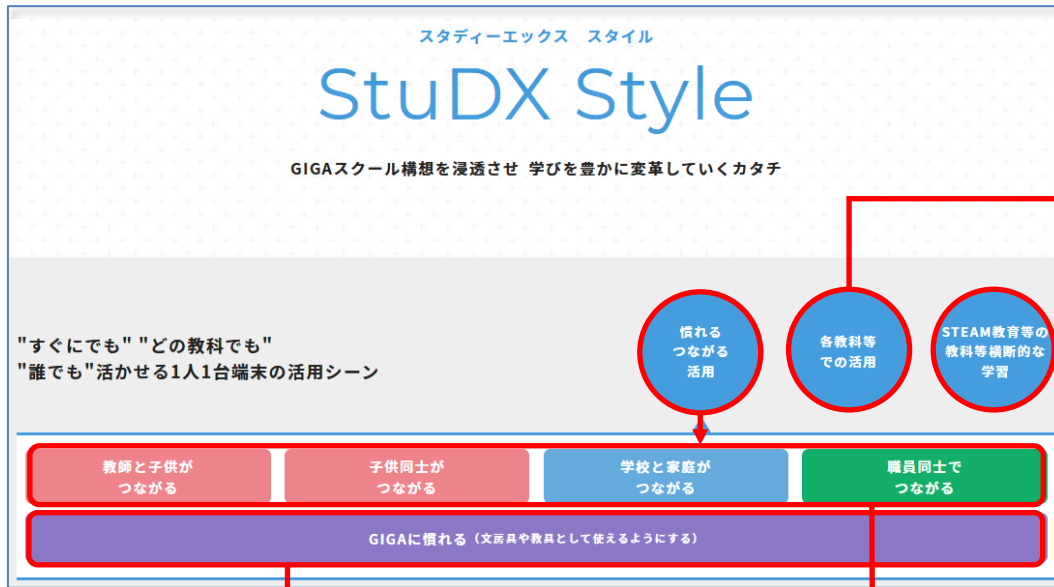 スタディーエックス スタイル
StuDX Style
GIGAスクール構想を浸透させ 学びを豊かに変革していくカタチ
"すぐにでも" "どの教科でも"
"誰でも"活かせる1人1台端末の活用シーン
慣れる
つながる
活用
各教科等
での活用
STEAM教育等の
教科等横断的な
学習
教師と子供が
つながる
子供同士が
つながる
学校と家庭が
つながる
職員同士で
つながる
GIGAに慣れる（文房具や教具として使えるようにする）